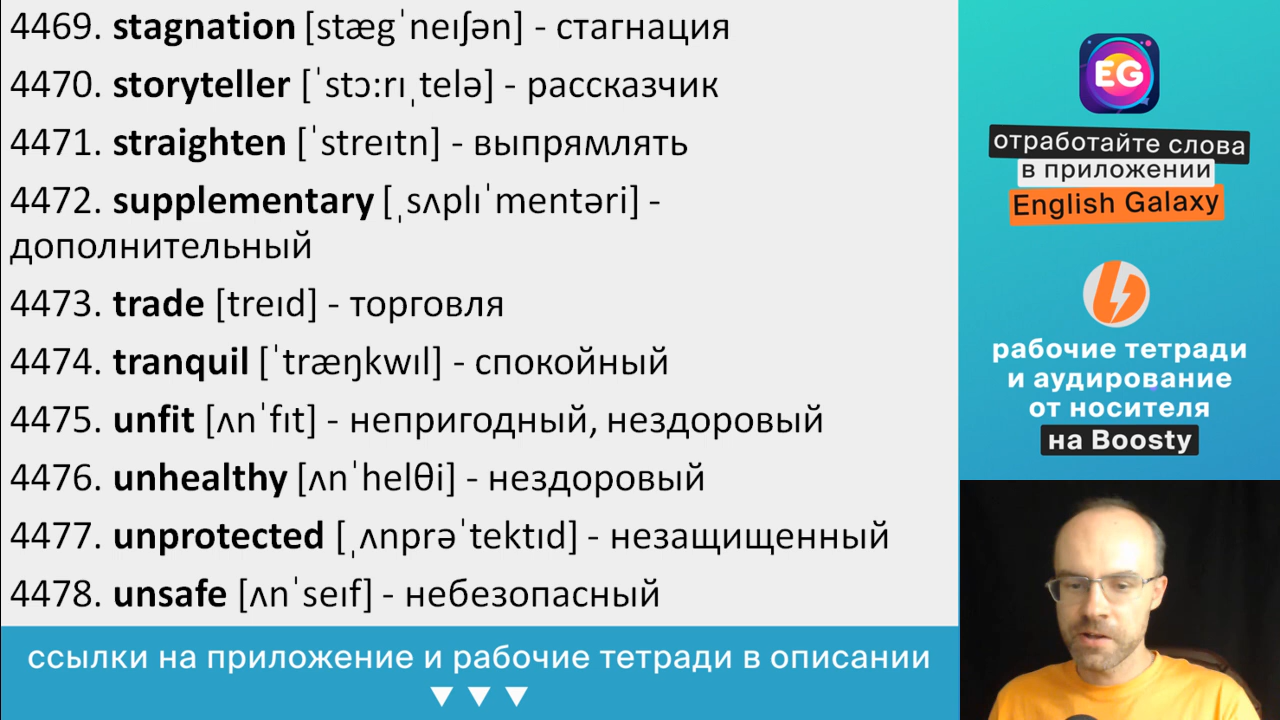 4469. stagnation [stægˈneɪʃən] - стагнация
4470. storyteller [ˈstɔ:rɪˌtelə] - рассказчик
4471. straighten [ˈstreɪtn] - выпрямлять
4472. supplementary [ˌsʌplɪˈmentəri] -
дополнительный
4473. trade [treɪd] - торговля
4474. tranquil [ˈtræŋkwɪl] - спокойный
4475. unfit [ʌnˈfɪt] - непригодный, нездоровый
4476. unhealthy [ʌnˈhelθi] - нездоровый
4477. unprotected [ˌʌnprəˈtektɪd] - незащищенный
4478. unsafe [ʌnˈseɪf] - небезопасный
ссылки на приложение и рабочие тетради в описании
EG
отработайте слова
в приложении
English Galaxy
рабочие тетради
и аудирование
от носителя
на Boosty